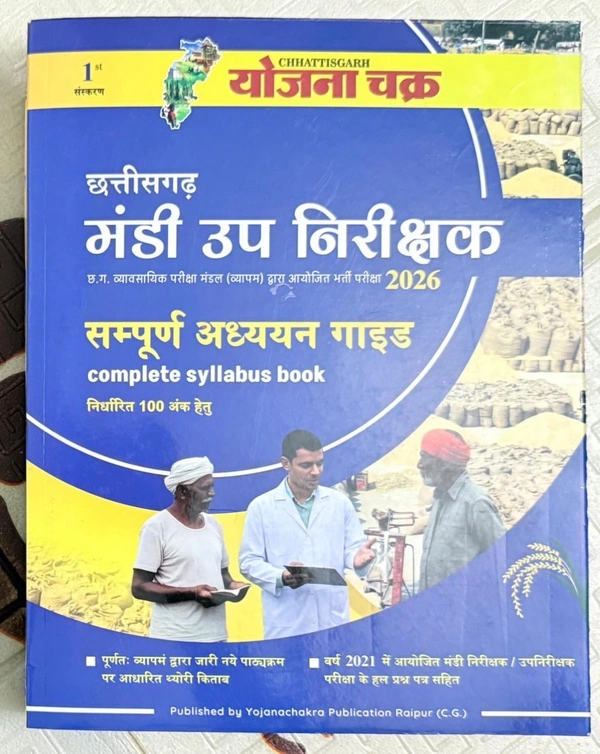 1st
संस्करण
CHHATTISGARH
योजना चक्र
छत्तीसगढ़
मंडी उप निरीक्षक
छ.ग. व्यावसायिक परीक्षा मंडल (व्यापम) द्वारा आयोजित भर्ती परीक्षा 2026
सम्पूर्ण अध्ययन गाइड
complete syllabus book
निर्धारित 100 अंक हेतु
पूर्णतः व्यापमं द्वारा जारी नये पाठ्यक्रम
पर आधारित थ्योरी किताब
वर्ष 2021 में आयोजित मंडी निरीक्षक / उपनिरीक्षक
परीक्षा के हल प्रश्न पत्र सहित
Published by Yojanachakra Publication Raipur (C.G.)